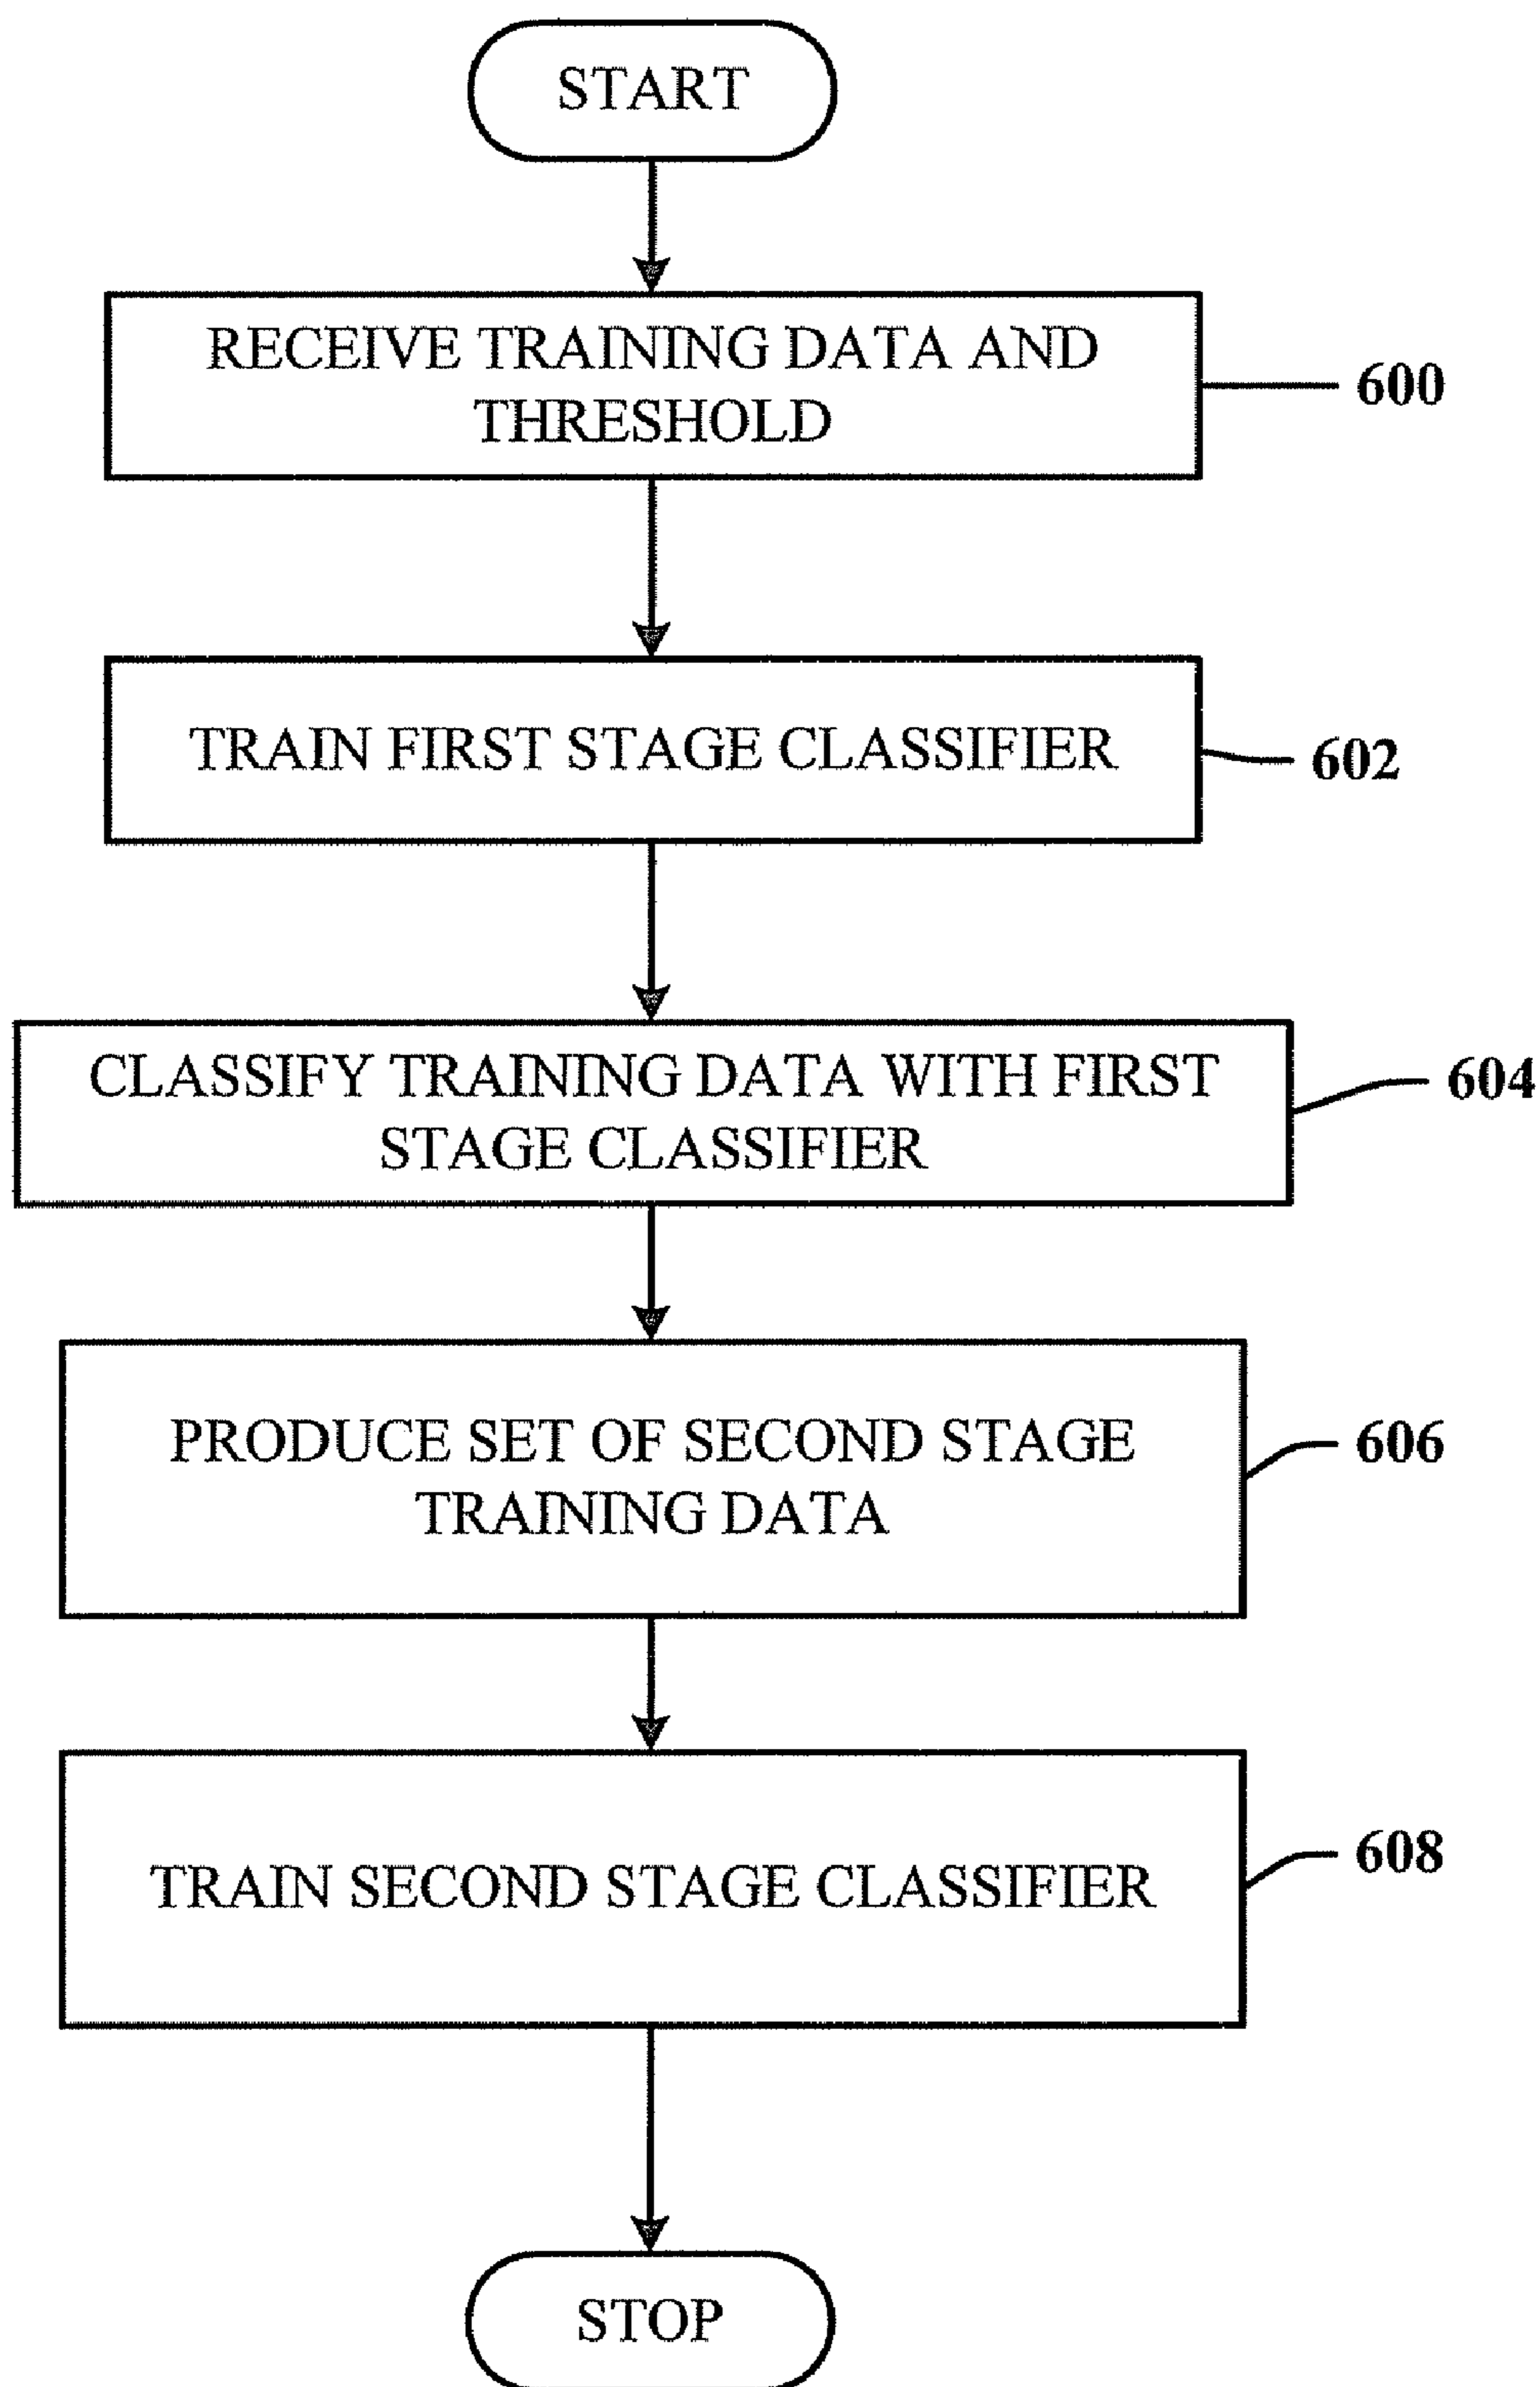 START
RECEIVE TRAINING DATA AND
THRESHOLD
600
TRAIN FIRST STAGE CLASSIFIER
602
CLASSIFY TRAINING DATA WITH FIRST
STAGE CLASSIFIER
604
PRODUCE SET OF SECOND STAGE
TRAINING DATA
606
TRAIN SECOND STAGE CLASSIFIER
608
STOP